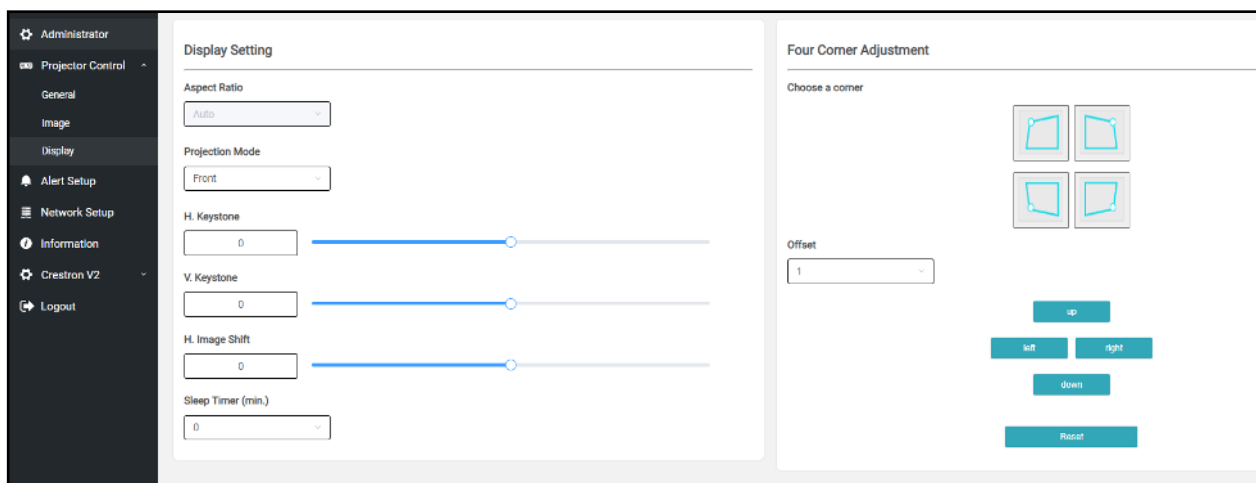 Administrator
Projector Control
General
Image
Display
Alert Setup
Network Setup
Information
Crestron V2
Logout
Display Setting
Aspect Ratio
Auto
Projection Mode
Front
H. Keystone
0
V. Keystone
0
H. Image Shift
0
Sleep Timer (min.)
0
Four Corner Adjustment
Choose a corner
Offset
1
up
left right
down
Reset